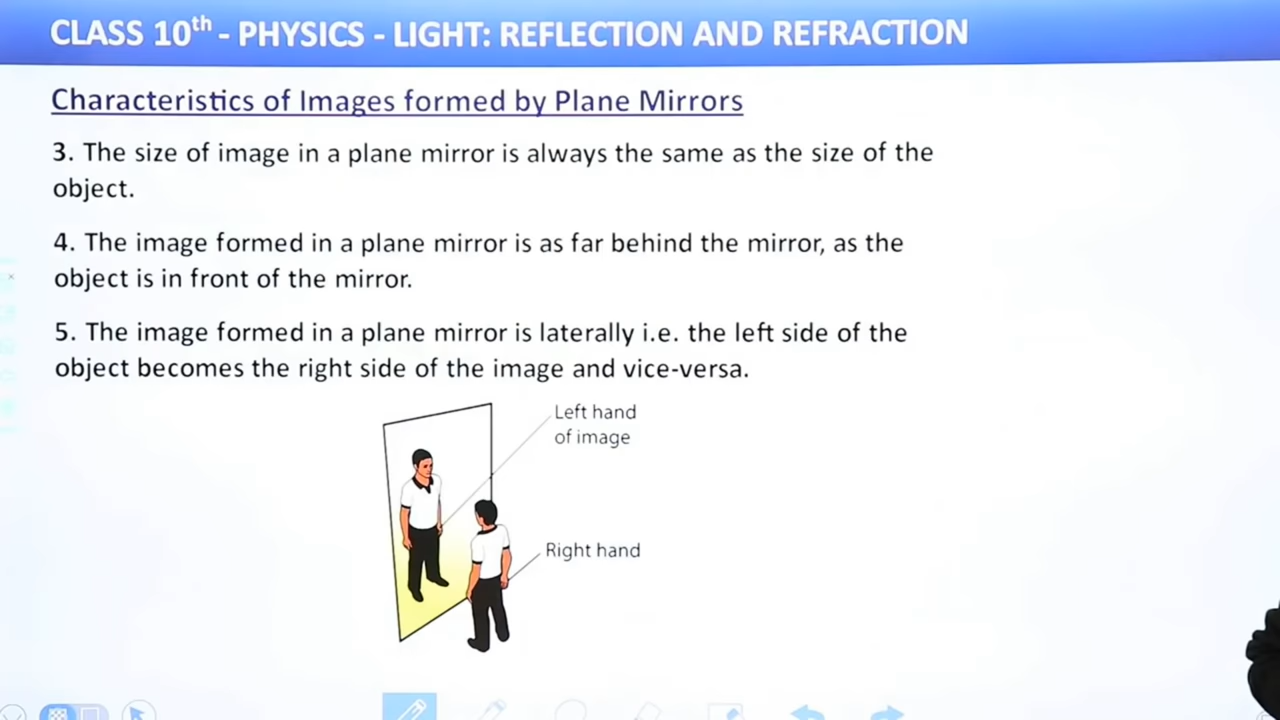 CLASS 10th - PHYSICS - LIGHT: REFLECTION AND REFRACTION
Characteristics of Images formed by Plane Mirrors
3. The size of image in a plane mirror is always the same as the size of the
object.
4. The image formed in a plane mirror is as far behind the mirror, as the
object is in front of the mirror.
5. The image formed in a plane mirror is laterally i.e. the left side of the
object becomes the right side of the image and vice-versa.
Left hand
of image
Right hand